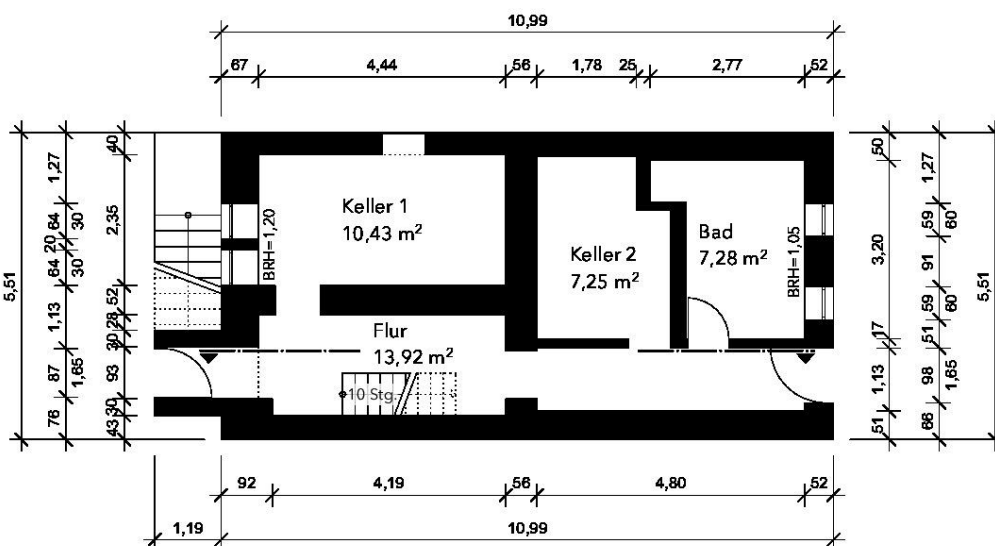 10,99
67 4,44 56 1,78 25 2,77 52
5,51
1,27 64 20 64 1,13 87 76
30 30 1,65
40 2,35 52 28 30 93 30 43
BRH=1,20
Keller 1
10,43 m²
Keller 2
7,25 m²
Bad
7,28 m²
BRH=1,05
Flur
13,92 m²
10 Stg.
50 3,20 17 1,13 51
1,27 59 91 59 51 98 66
60 60 1,65
5,51
92 4,19 56 4,80 52
1,19 10,99